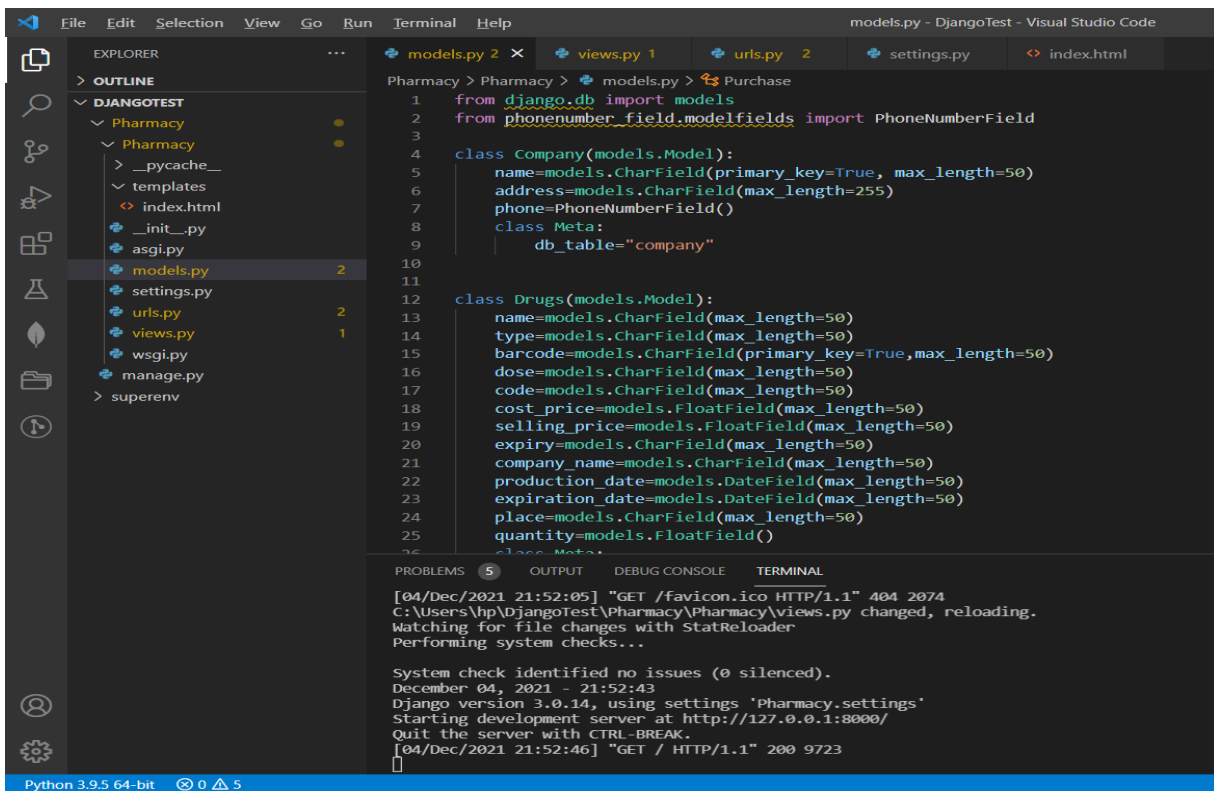 File Edit Selection View Go Run Terminal Help models.py - DjangoTest - Visual Studio Code
EXPLORER ...
> OUTLINE
DJANGOTEST
Pharmacy
Pharmacy
> __pycache__
templates
<> index.html
__init__.py
asgi.py
models.py 2
settings.py
urls.py 2
views.py 1
wsgi.py
manage.py
> superenv
models.py 2 × views.py 1 urls.py 2 settings.py <> index.html
Pharmacy > Pharmacy > models.py > Purchase
1 from django.db import models
2 from phonenumber_field.modelfields import PhoneNumberField
3
4 class Company(models.Model):
5 name=models.CharField(primary_key=True, max_length=50)
6 address=models.CharField(max_length=255)
7 phone=PhoneNumberField()
8 class Meta:
9 db_table="company"
10
11
12 class Drugs(models.Model):
13 name=models.CharField(max_length=50)
14 type=models.CharField(max_length=50)
15 barcode=models.CharField(primary_key=True,max_length=50)
16 dose=models.CharField(max_length=50)
17 code=models.CharField(max_length=50)
18 cost_price=models.FloatField(max_length=50)
19 selling_price=models.FloatField(max_length=50)
20 expiry=models.CharField(max_length=50)
21 company_name=models.CharField(max_length=50)
22 production_date=models.DateField(max_length=50)
23 expiration_date=models.DateField(max_length=50)
24 place=models.CharField(max_length=50)
25 quantity=models.FloatField()
26 class Meta:
PROBLEMS 5 OUTPUT DEBUG CONSOLE TERMINAL
[04/Dec/2021 21:52:05] "GET /favicon.ico HTTP/1.1" 404 2074
C:\Users\hp\DjangoTest\Pharmacy\Pharmacy\views.py changed, reloading.
Watching for file changes with StatReloader
Performing system checks...
System check identified no issues (0 silenced).
December 04, 2021 - 21:52:43
Django version 3.0.14, using settings 'Pharmacy.settings'
Starting development server at http://127.0.0.1:8000/
Quit the server with CTRL-BREAK.
[04/Dec/2021 21:52:46] "GET / HTTP/1.1" 200 9723
Python 3.9.5 64-bit 0 5